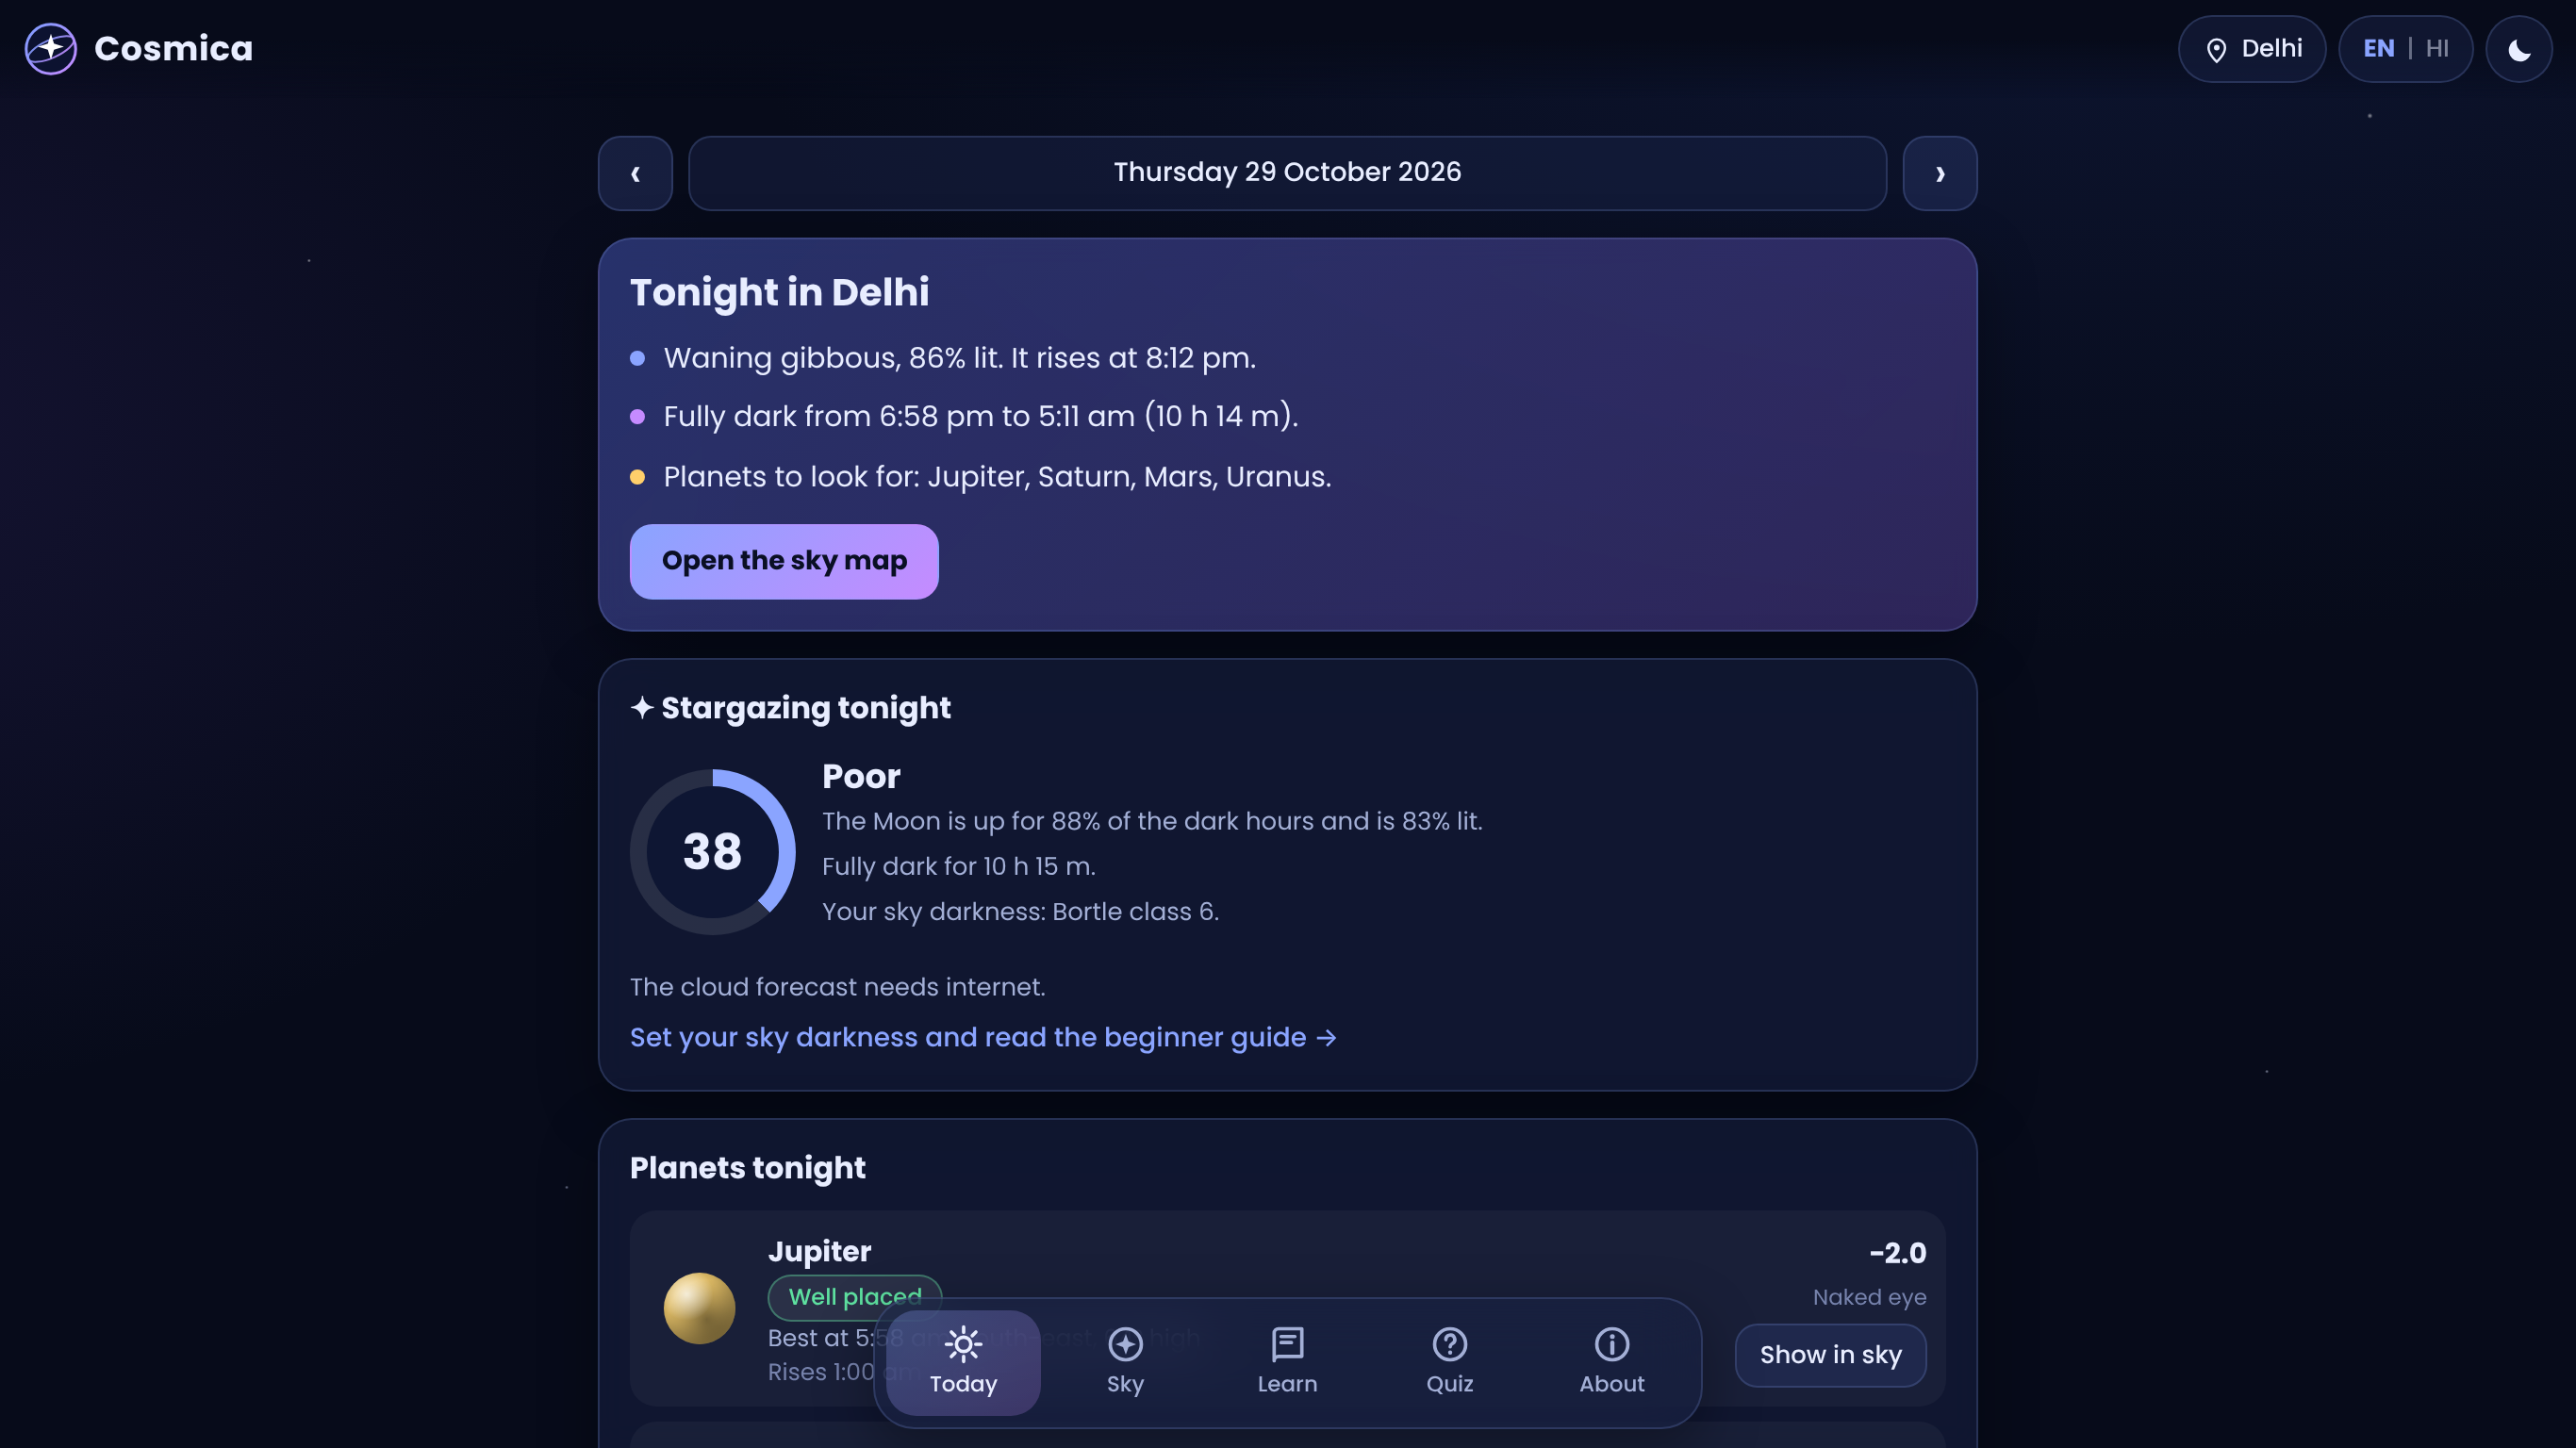 Cosmica
Delhi
EN | HI
‹
Thursday 29 October 2026
›
Tonight in Delhi
Waning gibbous, 86% lit. It rises at 8:12 pm.
Fully dark from 6:58 pm to 5:11 am (10 h 14 m).
Planets to look for: Jupiter, Saturn, Mars, Uranus.
Open the sky map
✦ Stargazing tonight
38
Poor
The Moon is up for 88% of the dark hours and is 83% lit.
Fully dark for 10 h 15 m.
Your sky darkness: Bortle class 6.
The cloud forecast needs internet.
Set your sky darkness and read the beginner guide →
Planets tonight
Jupiter
Well placed
Best at 5:58
Rises 1:00
-2.0
Naked eye
Show in sky
Today
Sky
Learn
Quiz
About